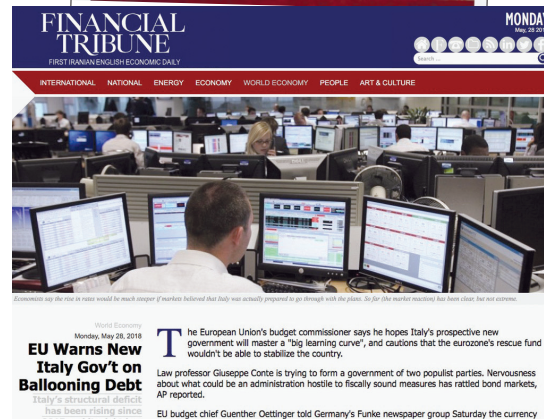 FINANCIAL
TRIBUNE
FIRST IRANIAN ENGLISH ECONOMIC DAILY
MONDAY
May, 28 201
Search ...
INTERNATIONAL NATIONAL ENERGY ECONOMY WORLD ECONOMY PEOPLE ART & CULTURE
Economists say the rise in rates would be much steeper if markets believed that Italy was actually prepared to go through with the plans. So far (the market reaction) has been clear, but not extreme.
World Economy
Monday, May 28, 2018
EU Warns New
Italy Gov't on
Ballooning Debt
Italy's structural deficit
has been rising since
The European Union's budget commissioner says he hopes Italy's prospective new
government will master a "big learning curve", and cautions that the eurozone's rescue fund
wouldn't be able to stabilize the country.
Law professor Giuseppe Conte is trying to form a government of two populist parties. Nervousness
about what could be an administration hostile to fiscally sound measures has rattled bond markets,
AP reported.
EU budget chief Guenther Oettinger told Germany's Funke newspaper group Saturday the currency